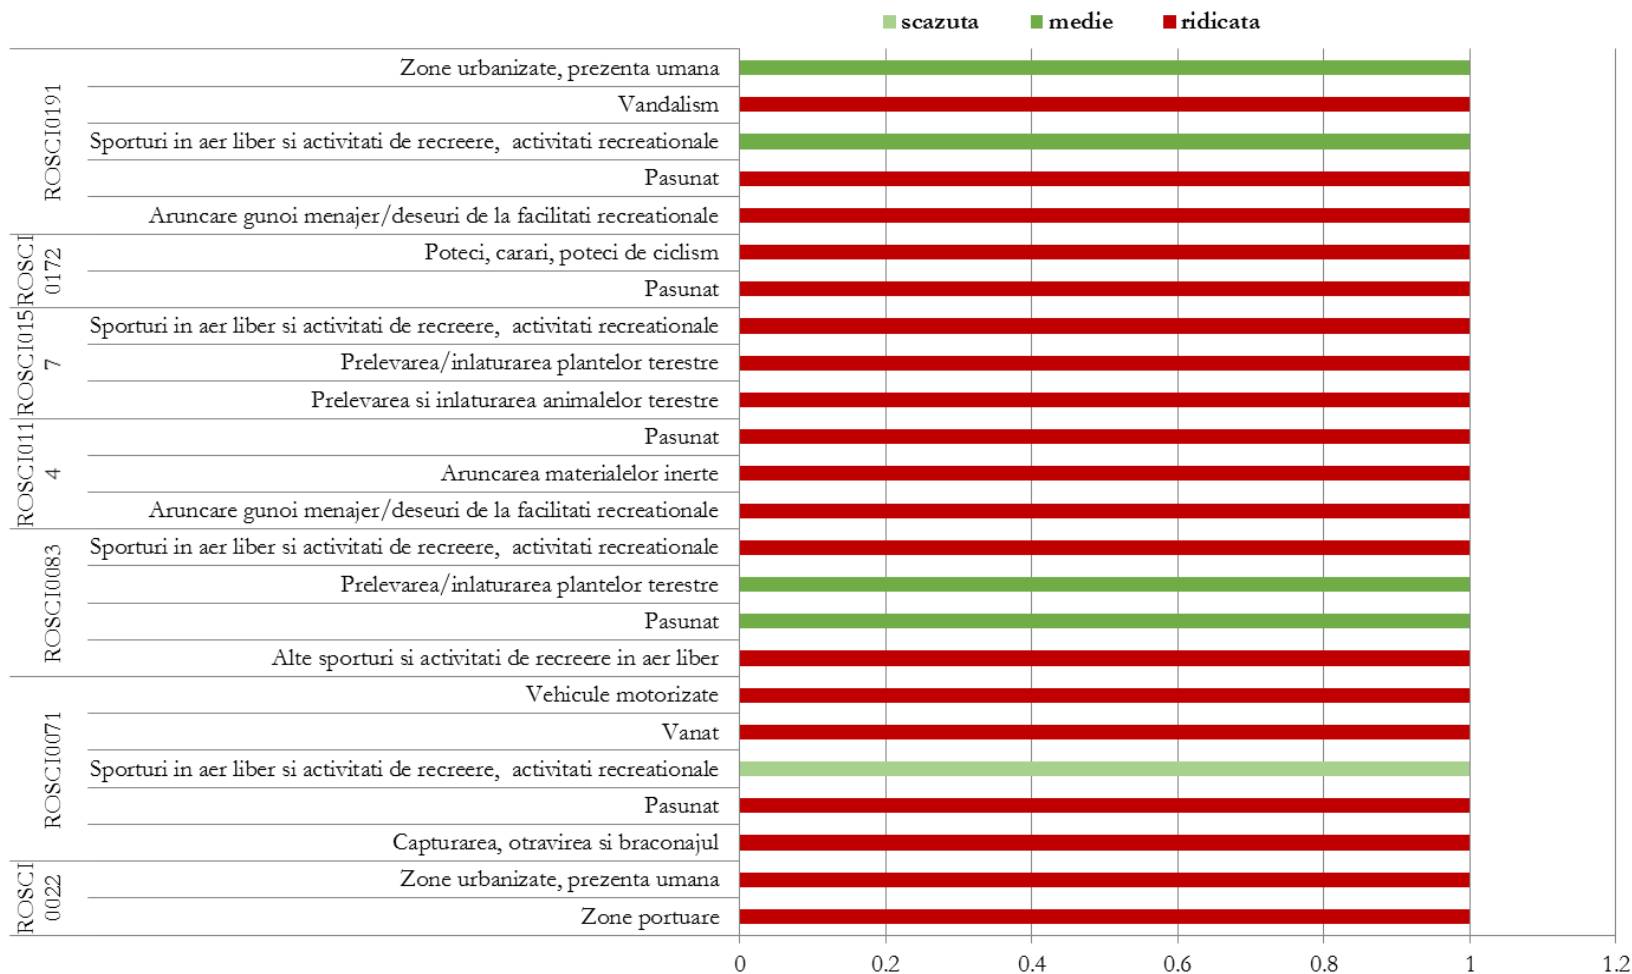 scazuta medie ridicata
ROSCI0191
Zone urbanizate, prezenta umana
Vandalism
Sporturi in aer liber si activitati de recreere, activitati recreationale
Pasunat
Aruncare gunoi menajer/deseuri de la facilitati recreationale
ROSCI
0172
Poteci, carari, poteci de ciclism
Pasunat
ROSCI015
7
Sporturi in aer liber si activitati de recreere, activitati recreationale
Prelevarea/inlaturarea plantelor terestre
Prelevarea si inlaturarea animalelor terestre
ROSCI011
4
Pasunat
Aruncarea materialelor inerte
Aruncare gunoi menajer/deseuri de la facilitati recreationale
ROSCI0083
Sporturi in aer liber si activitati de recreere, activitati recreationale
Prelevarea/inlaturarea plantelor terestre
Pasunat
Alte sporturi si activitati de recreere in aer liber
ROSCI0071
Vehicule motorizate
Vanat
Sporturi in aer liber si activitati de recreere, activitati recreationale
Pasunat
Capturarea, otravirea si braconajul
ROSCI
0022
Zone urbanizate, prezenta umana
Zone portuare
0 0.2 0.4 0.6 0.8 1 1.2